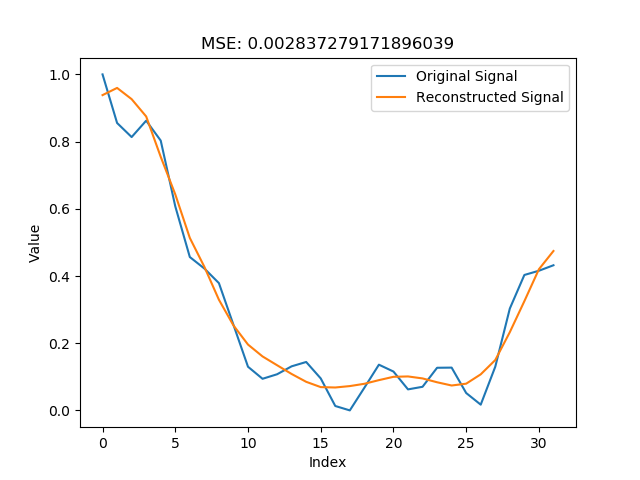 MSE: 0.002837279171896039
Original Signal
Reconstructed Signal
1.0
0.8
0.6
0.4
0.2
0.0
Value
0 5 10 15 20 25 30
Index